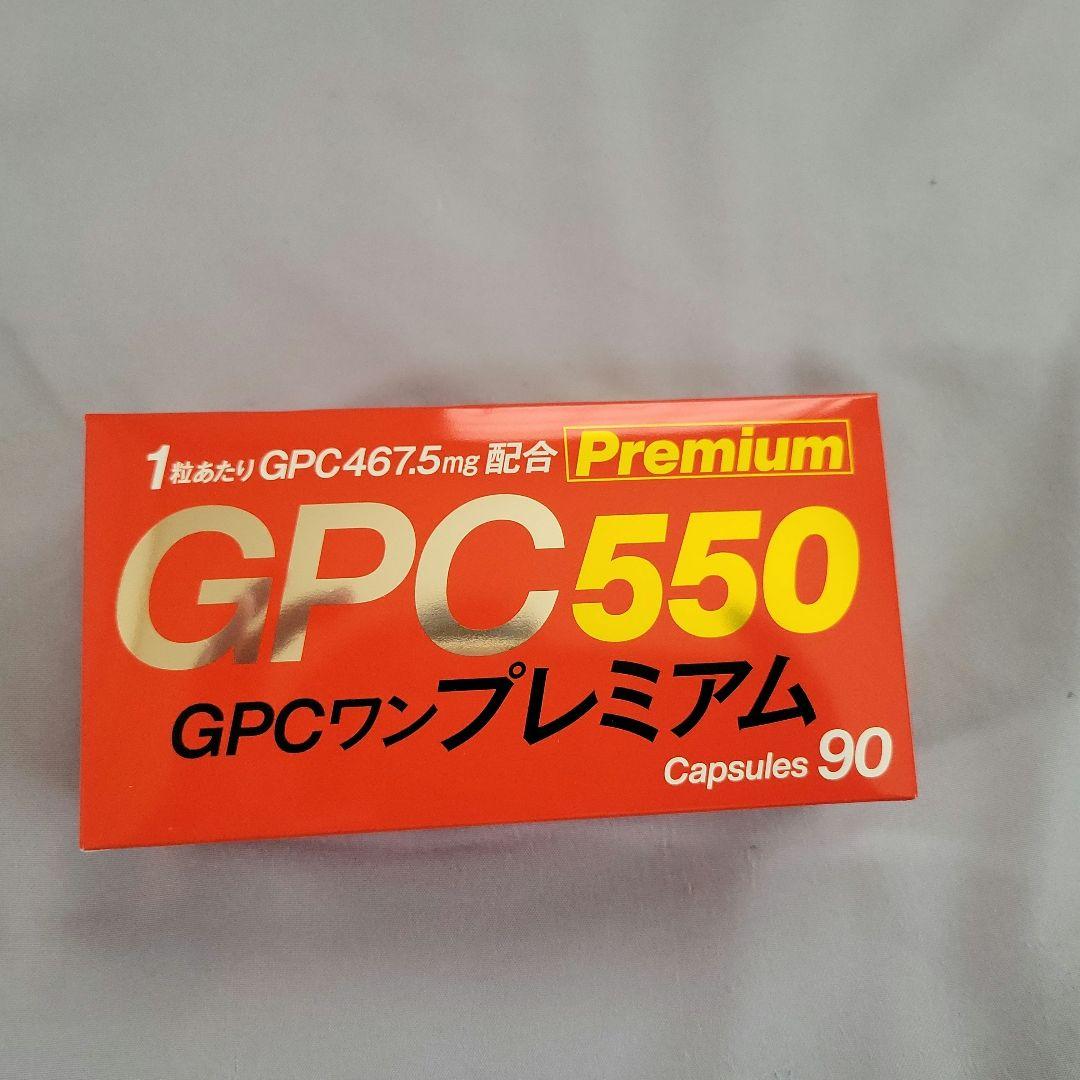 1粒あたりGPC467.5mg配合 Premium
GPC550
GPCワンプレミアム
Capsules 90